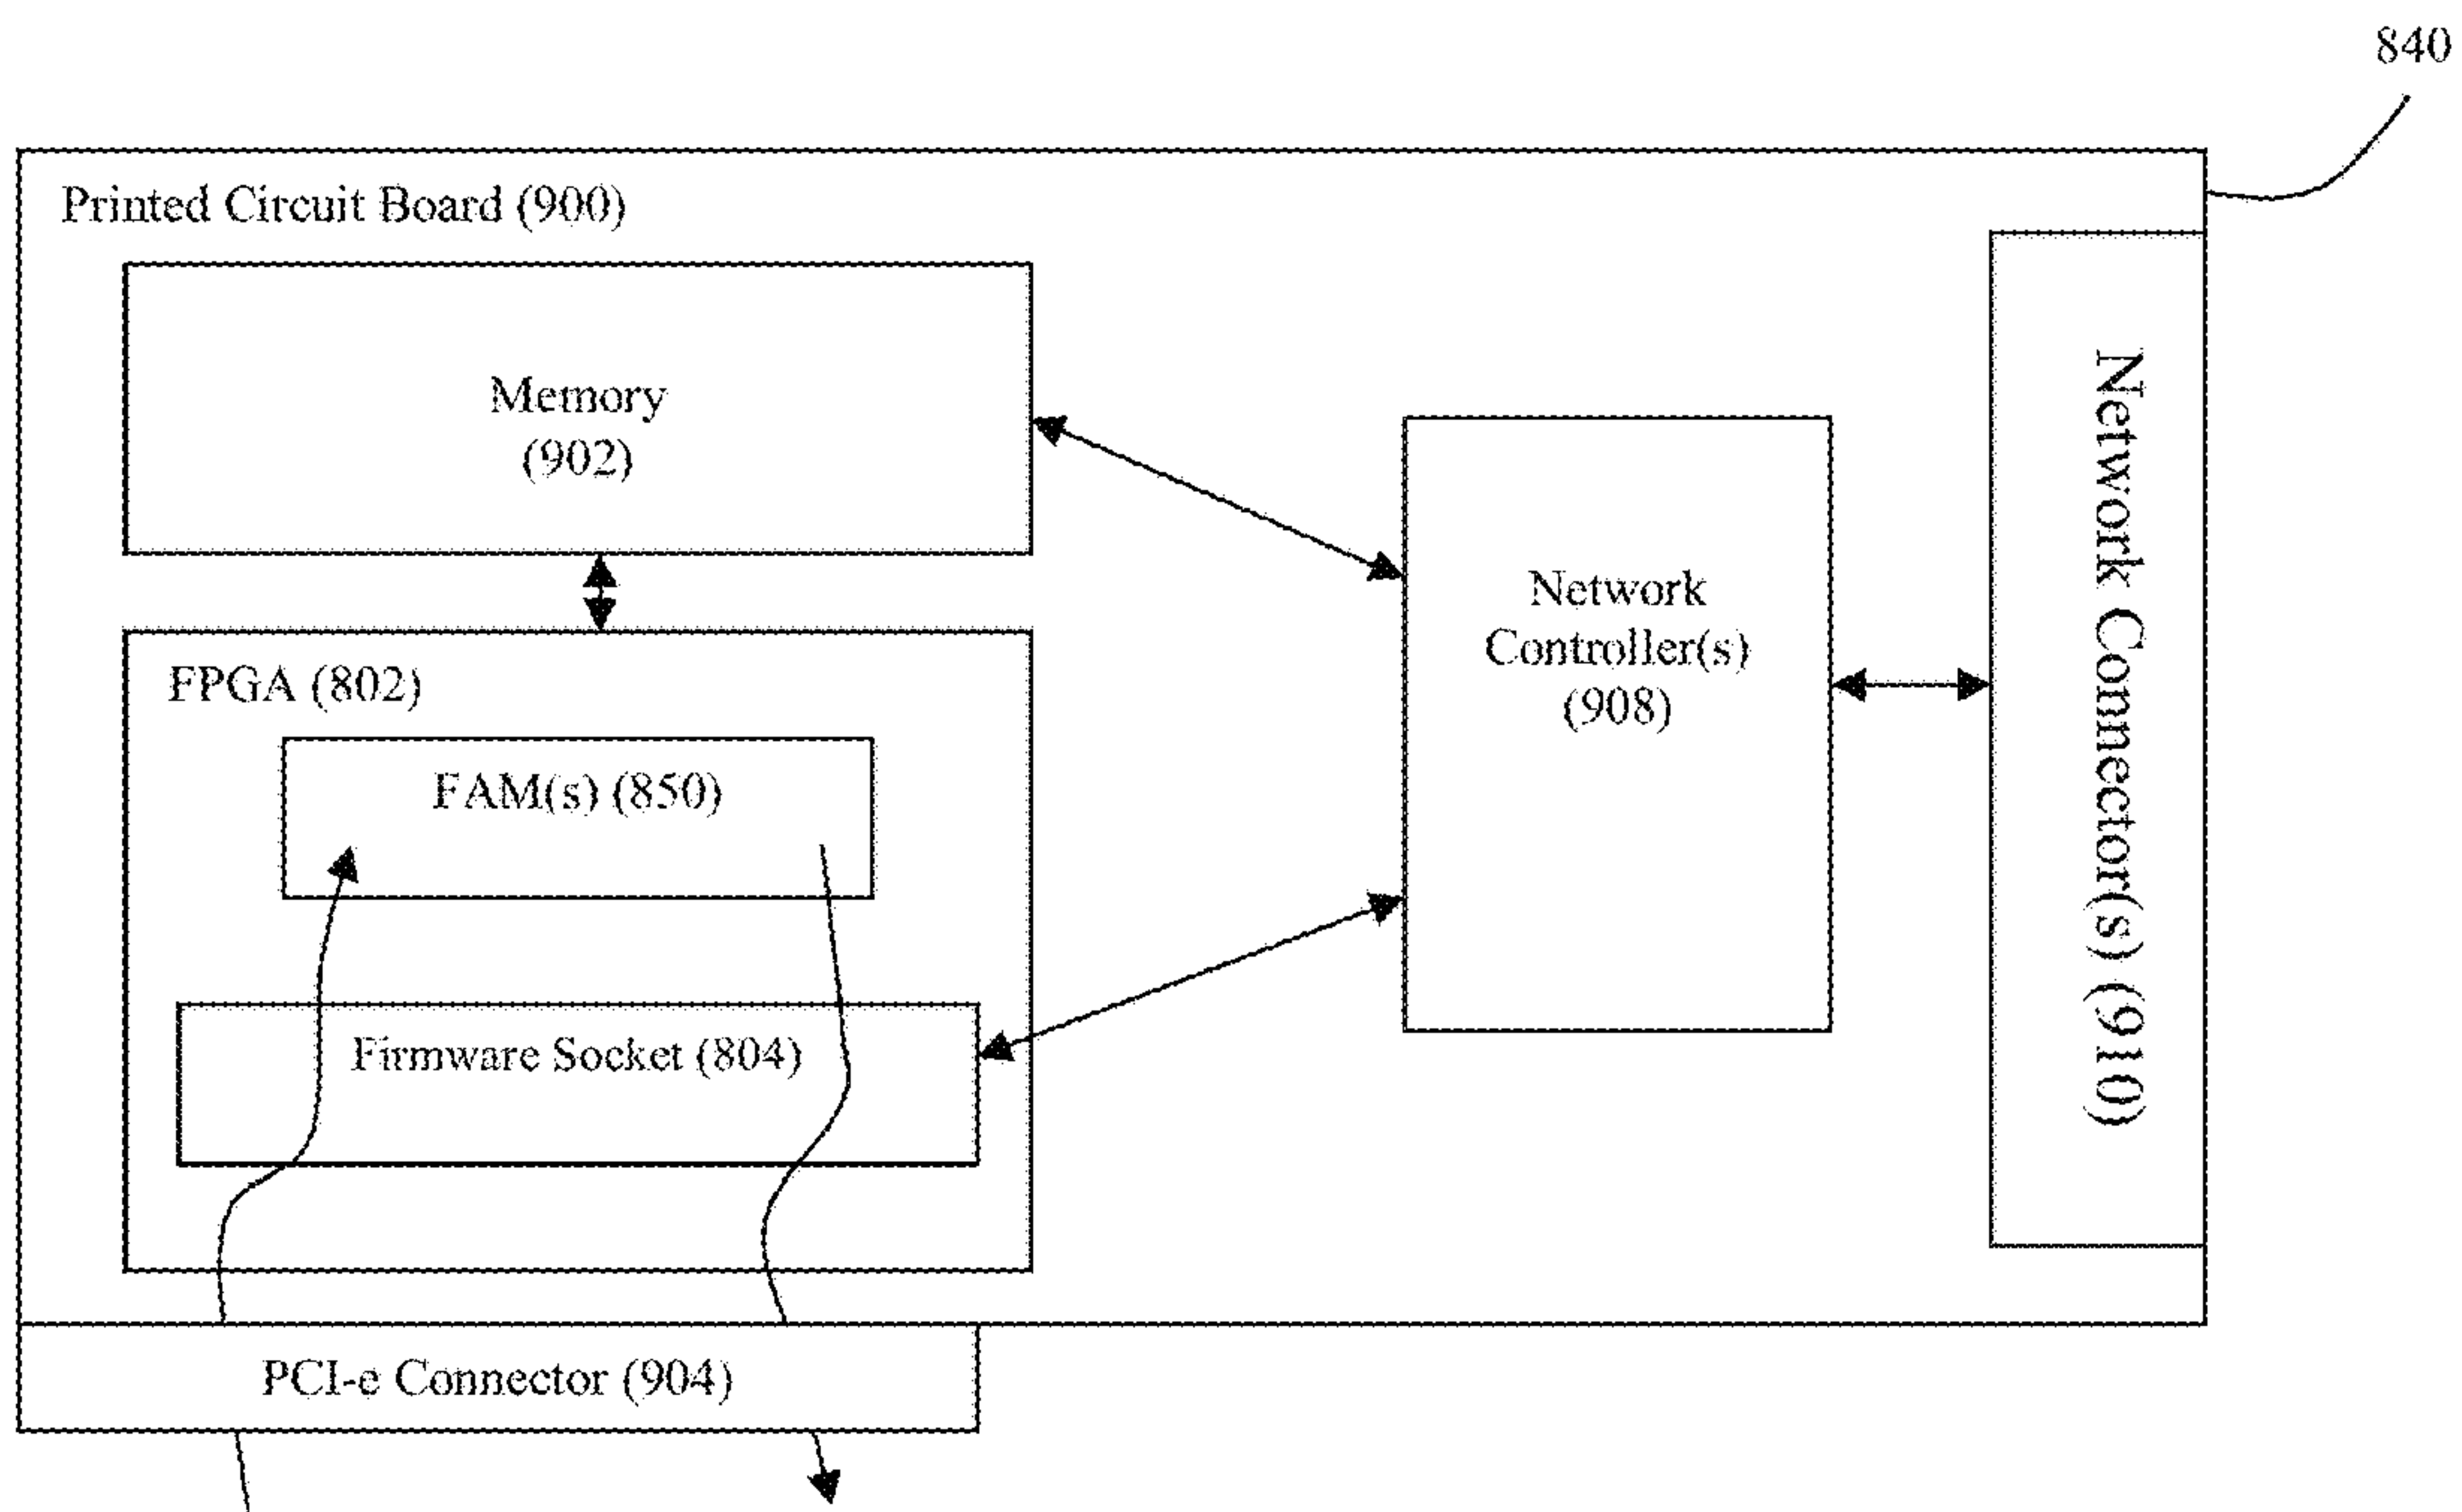 840
Printed Circuit Board (900)
Memory
(902)
Network
Controller(s)
(908)
Network Connector(s) (910)
FPGA (802)
FAM(s) (850)
Firmware Socket (804)
PCI-e Connector (904)